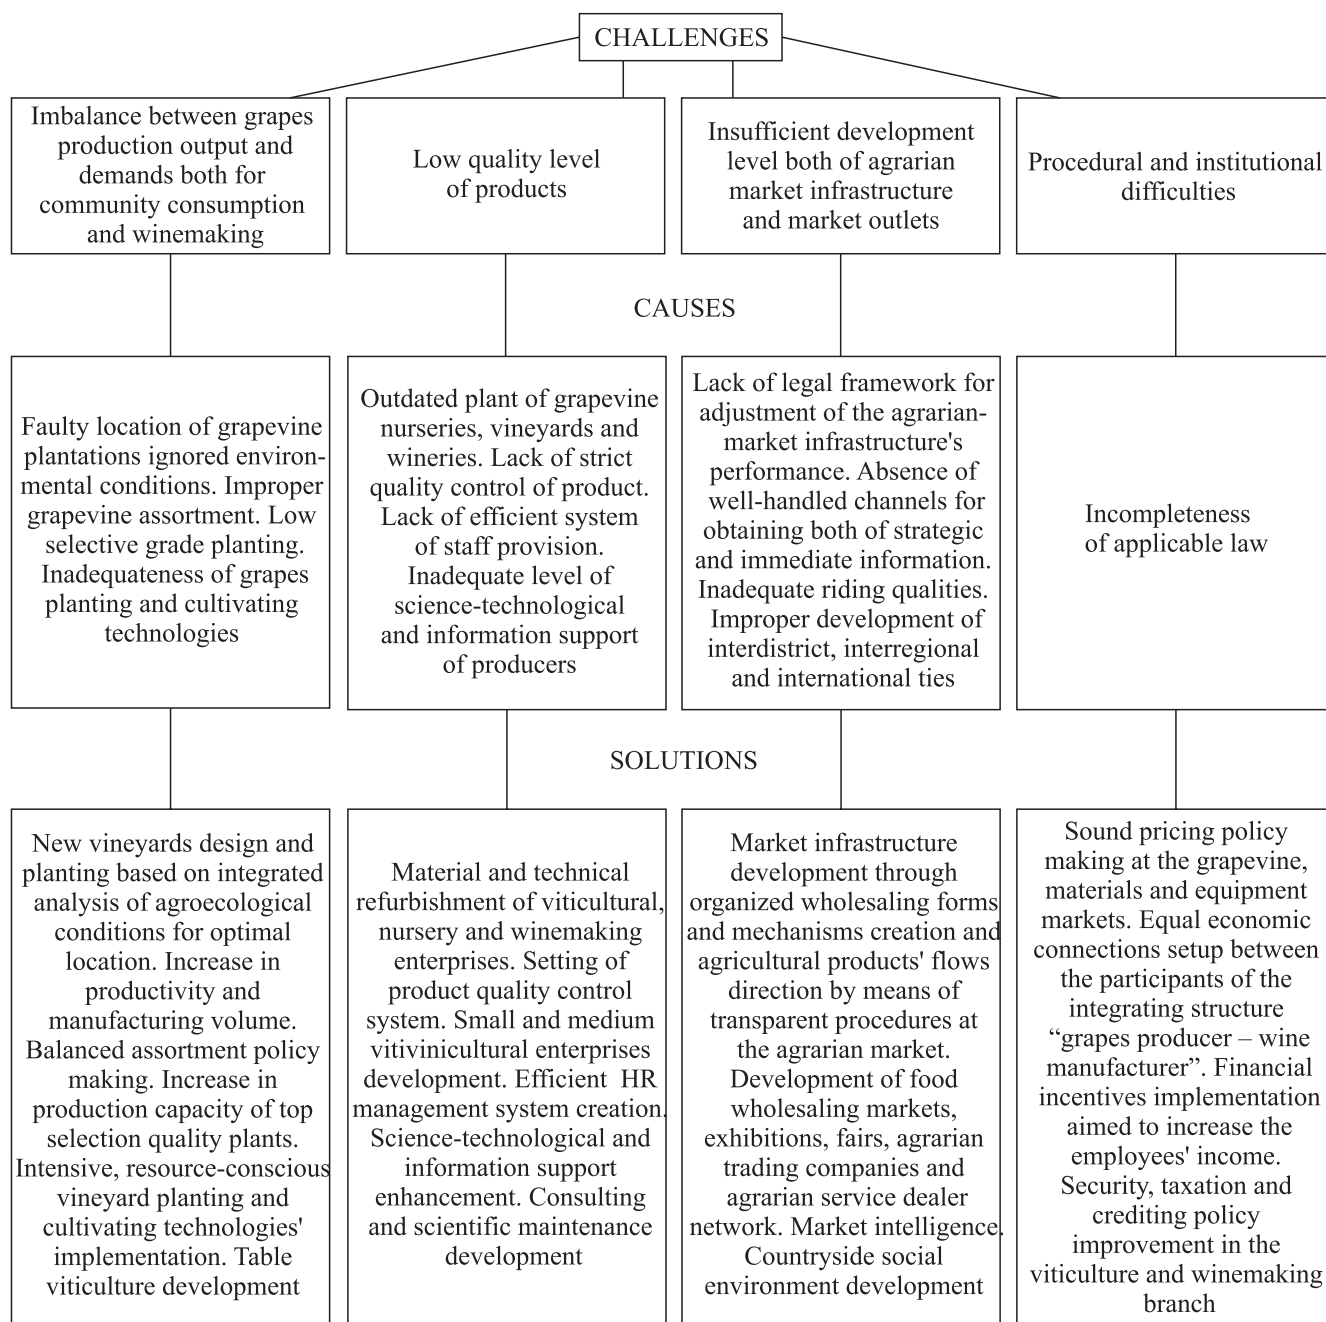 CHALLENGES
Imbalance between grapes
production output and
demands both for
community consumption
and winemaking
Low quality level
of products
Insufficient development
level both of agrarian
market infrastructure
and market outlets
Procedural and institutional
difficulties
CAUSES
Faulty location of grapevine
plantations ignored environ-
mental conditions. Improper
grapevine assortment. Low
selective grade planting.
Inadequateness of grapes
planting and cultivating
technologies
Outdated plant of grapevine
nurseries, vineyards and
wineries. Lack of strict
quality control of product.
Lack of efficient system
of staff provision.
Inadequate level of
science-technological
and information support
of producers
Lack of legal framework for
adjustment of the agrarian-
market infrastructure's
performance. Absence of
well-handled channels for
obtaining both of strategic
and immediate information.
Inadequate riding qualities.
Improper development of
interdistrict, interregional
and international ties
Incompleteness
of applicable law
SOLUTIONS
New vineyards design and
planting based on integrated
analysis of agroecological
conditions for optimal
location. Increase in
productivity and
manufacturing volume.
Balanced assortment policy
making. Increase in
production capacity of top
selection quality plants.
Intensive, resource-conscious
vineyard planting and
cultivating technologies'
implementation. Table
viticulture development
Material and technical
refurbishment of viticultural,
nursery and winemaking
enterprises. Setting of
product quality control
system. Small and medium
vitivinicultural enterprises
development. Efficient HR
management system creation.
Science-technological and
information support
enhancement. Consulting
and scientific maintenance
development
Market infrastructure
development through
organized wholesaling forms
and mechanisms creation and
agricultural products' flows
direction by means of
transparent procedures at
the agrarian market.
Development of food
wholesaling markets,
exhibitions, fairs, agrarian
trading companies and
agrarian service dealer
network. Market intelligence.
Countryside social
environment development
Sound pricing policy
making at the grapevine,
materials and equipment
markets. Equal economic
connections setup between
the participants of the
integrating structure
“grapes producer – wine
manufacturer”. Financial
incentives implementation
aimed to increase the
employees' income.
Security, taxation and
crediting policy
improvement in the
viticulture and winemaking
branch